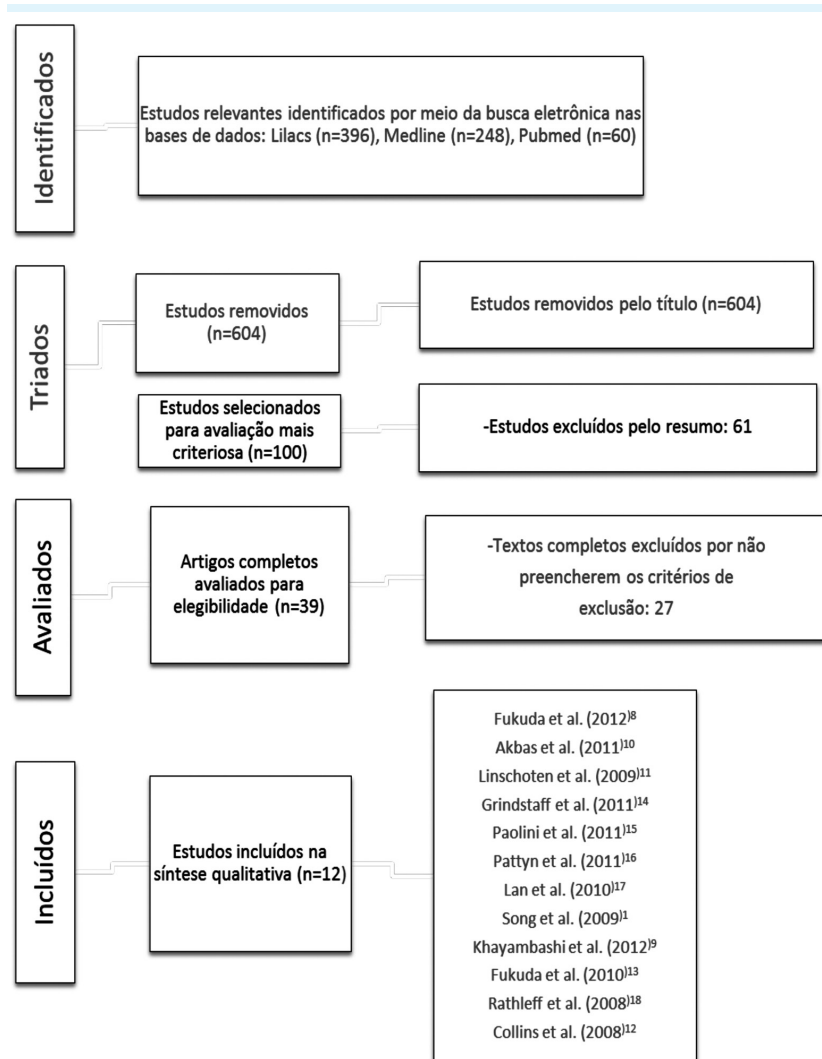 Identificados
Estudos relevantes identificados por meio da busca eletrônica nas
bases de dados: Lilacs (n=396), Medline (n=248), Pubmed (n=60)
Triados
Estudos removidos
(n=604)
Estudos removidos pelo título (n=604)
Estudos selecionados
para avaliação mais
criteriosa (n=100)
-Estudos excluídos pelo resumo: 61
Avaliados
Artigos completos
avaliados para
elegibilidade (n=39)
-Textos completos excluídos por não
preencherem os critérios de
exclusão: 27
Incluídos
Estudos incluídos na
síntese qualitativa (n=12)
Fukuda et al. (2012)8
Akbas et al. (2011)10
Linschoten et al. (2009)11
Grindstaff et al. (2011)14
Paolini et al. (2011)15
Pattyn et al. (2011)16
Lan et al. (2010)17
Song et al. (2009)1
Khayambashi et al. (2012)9
Fukuda et al. (2010)13
Rathleff et al. (2008)18
Collins et al. (2008)12